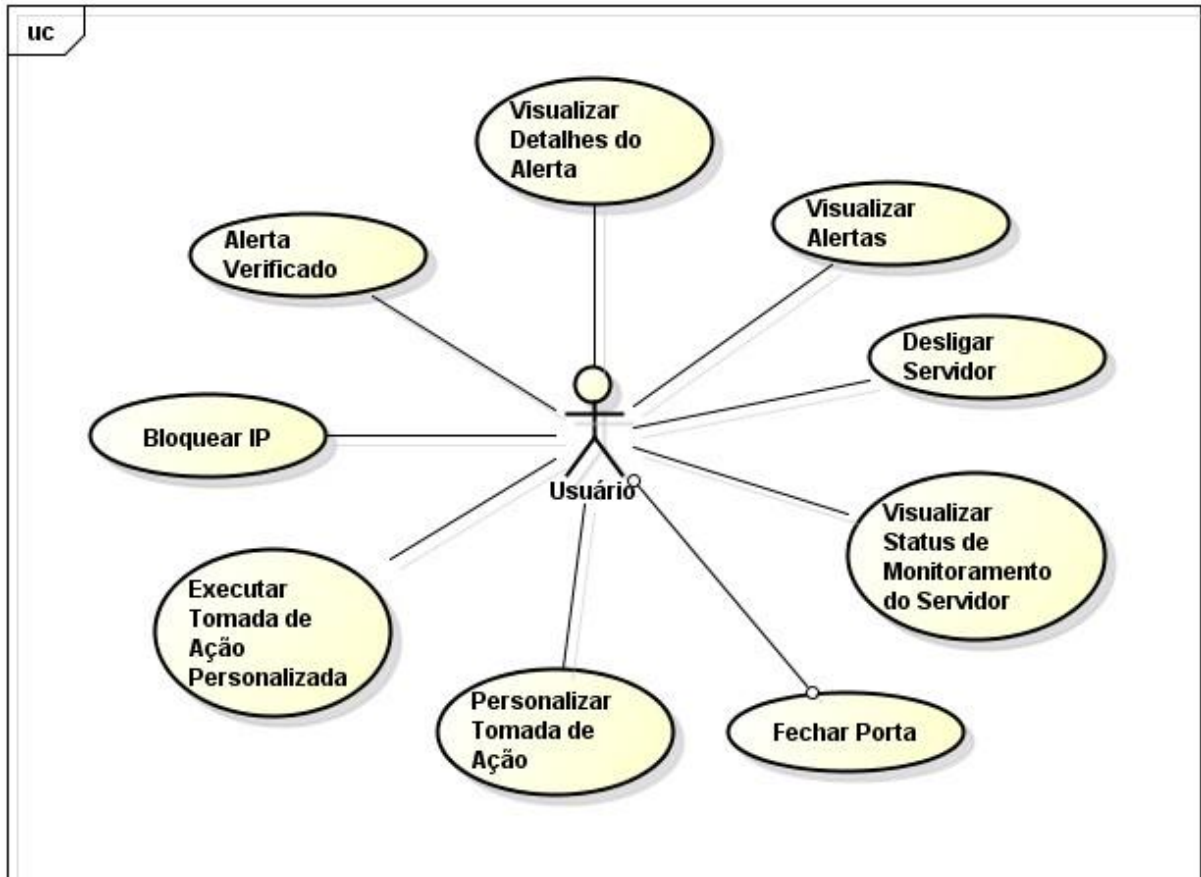 uc
Visualizar
Detalhes do
Alerta
Visualizar
Alertas
Alerta
Verificado
Desligar
Servidor
Bloquear IP
Usuário
Visualizar
Status de
Monitoramento
do Servidor
Executar
Tomada de
Ação
Personalizada
Personalizar
Tomada de
Ação
Fechar Porta